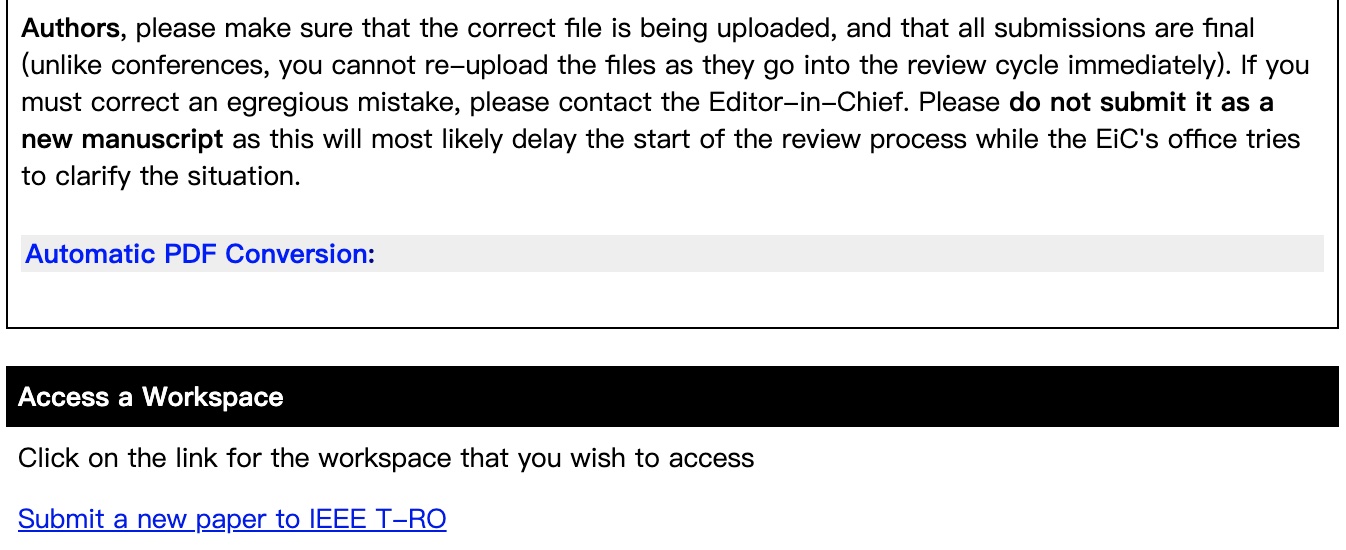 Authors, please make sure that the correct file is being uploaded, and that all submissions are final
(unlike conferences, you cannot re-upload the files as they go into the review cycle immediately). If you
must correct an egregious mistake, please contact the Editor-in-Chief. Please do not submit it as a
new manuscript as this will most likely delay the start of the review process while the EiC's office tries
to clarify the situation.
Automatic PDF Conversion:
Access a Workspace
Click on the link for the workspace that you wish to access
Submit a new paper to IEEE T-RO